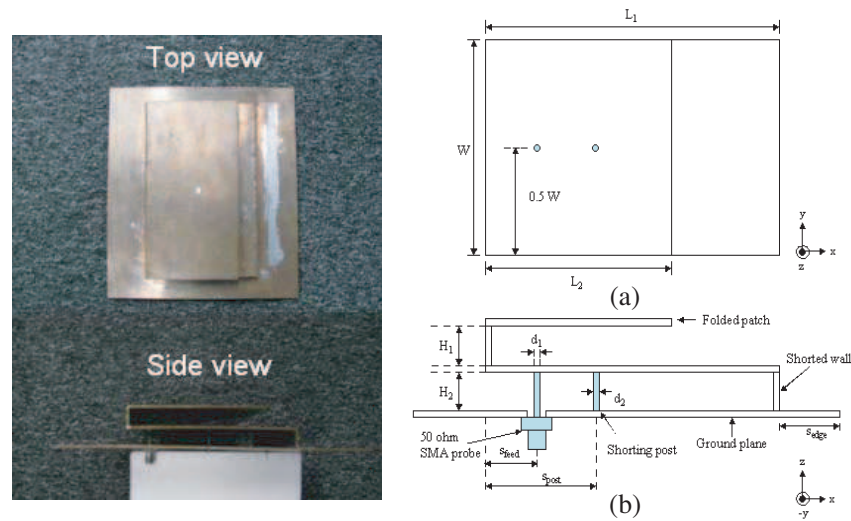 Top view
Side view
L1
W
0.5 W
L2
y
x
z
(a)
Folded patch
H1
d1
Shorted wall
H2
d2
50 ohm
SMA probe
Shorting post
Ground plane
sedge
sfeed
spost
z
x
-y
(b)